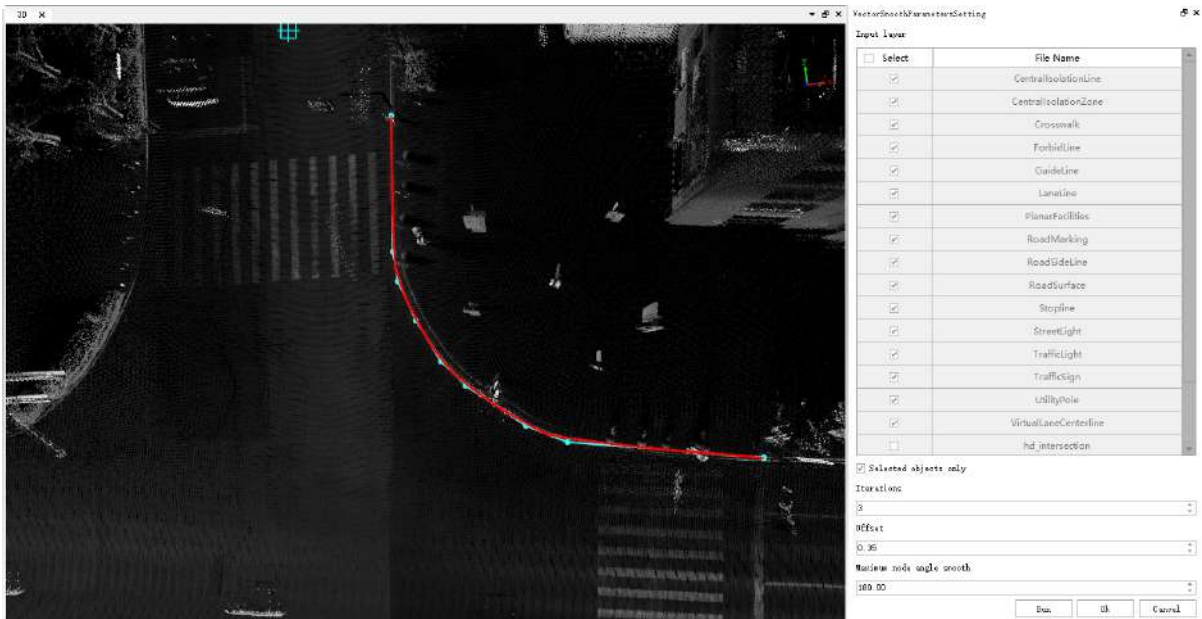 3D
VectorSmoothParametersSetting
Input layer
Select File Name
CentralIsolationLine
CentralIsolationZone
Crosswalk
ForbidLine
GuideLine
LaneLine
PlanarFacilities
RoadMarking
RoadSideLine
RoadSurface
Stopline
StreetLight
TrafficLight
TrafficSign
UtilityPole
VirtualLaneCenterline
hd_intersection
Selected objects only
Iterations
3
Offset
0.35
Maximum node angle smooth
180.00
Run Ok Cancel